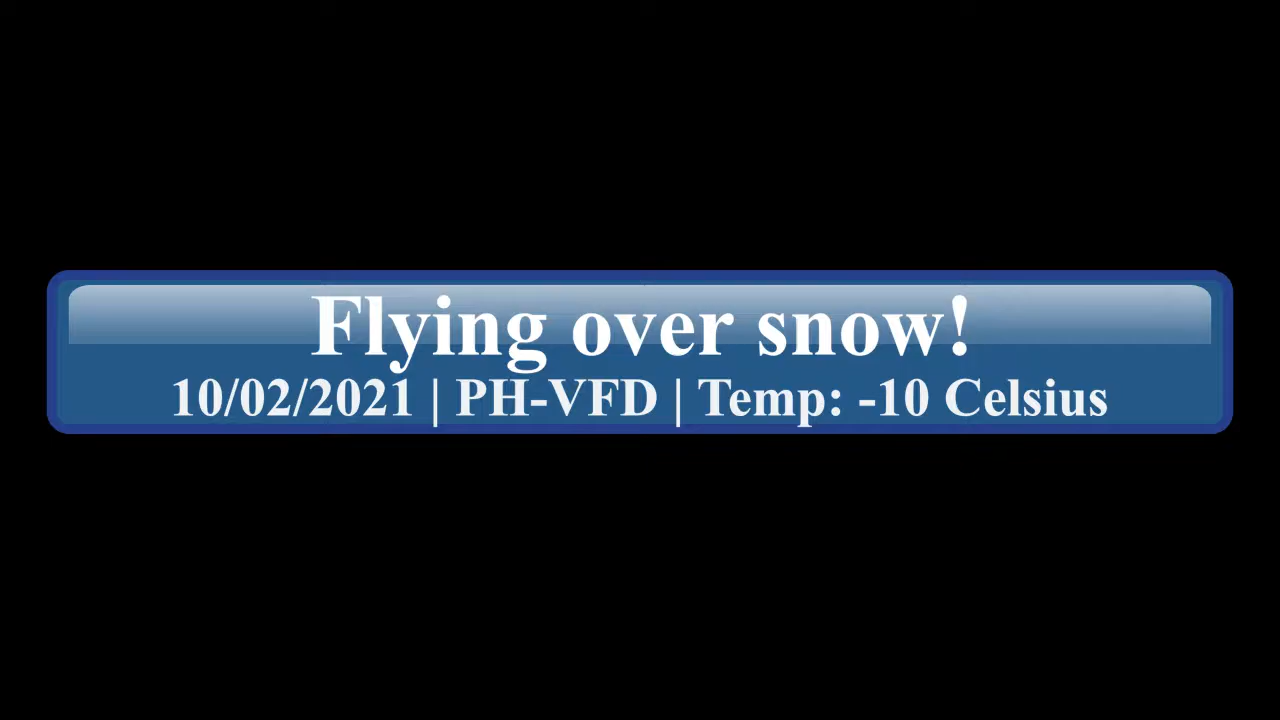 Flying over snow!
10/02/2021 | PH-VFD | Temp: -10 Celsius